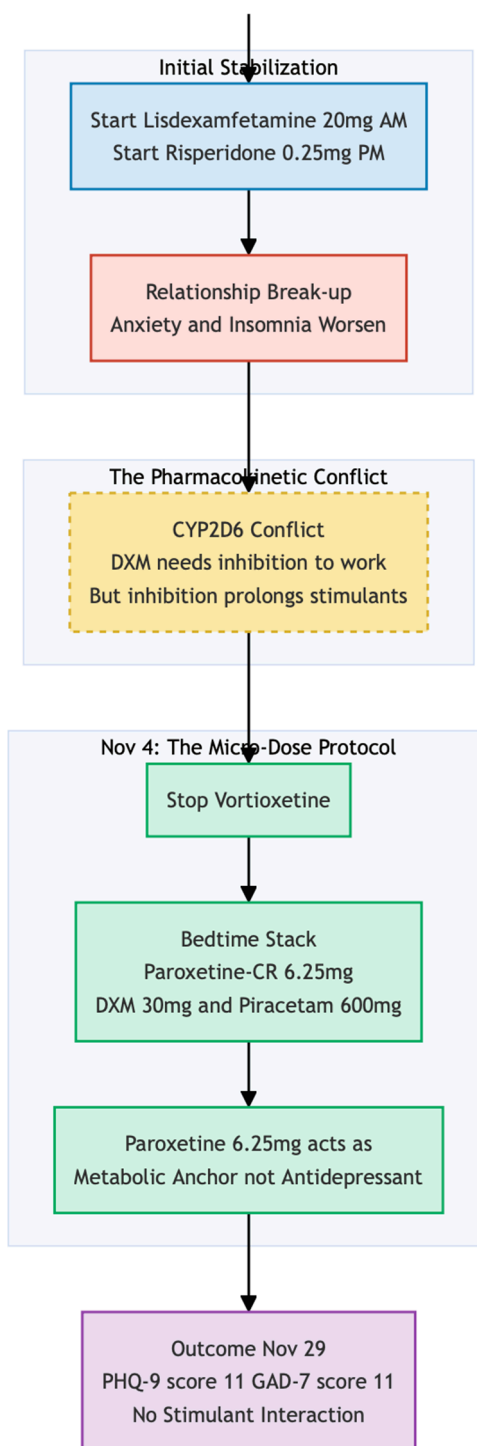 Initial Stabilization
Start Lisdexamfetamine 20mg AM
Start Risperidone 0.25mg PM
Relationship Break-up
Anxiety and Insomnia Worsen
The Pharmacokinetic Conflict
CYP2D6 Conflict
DXM needs inhibition to work
But inhibition prolongs stimulants
Nov 4: The Micro-Dose Protocol
Stop Vortioxetine
Bedtime Stack
Paroxetine-CR 6.25mg
DXM 30mg and Piracetam 600mg
Paroxetine 6.25mg acts as
Metabolic Anchor not Antidepressant
Outcome Nov 29
PHQ-9 score 11 GAD-7 score 11
No Stimulant Interaction